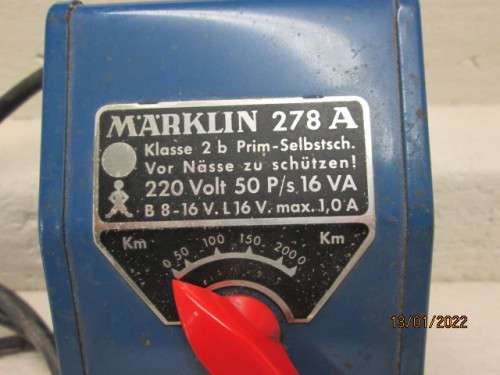 MÄRKLIN 278 A
Klasse 2 b Prim-Selbstsch.
Vor Nässe zu schützen!
220 Volt 50 P/s 16 VA
B 8-16 V. L 16 V. max. 1,0 A
Km 0 50 100 150 200 0 Km
13/01/2022